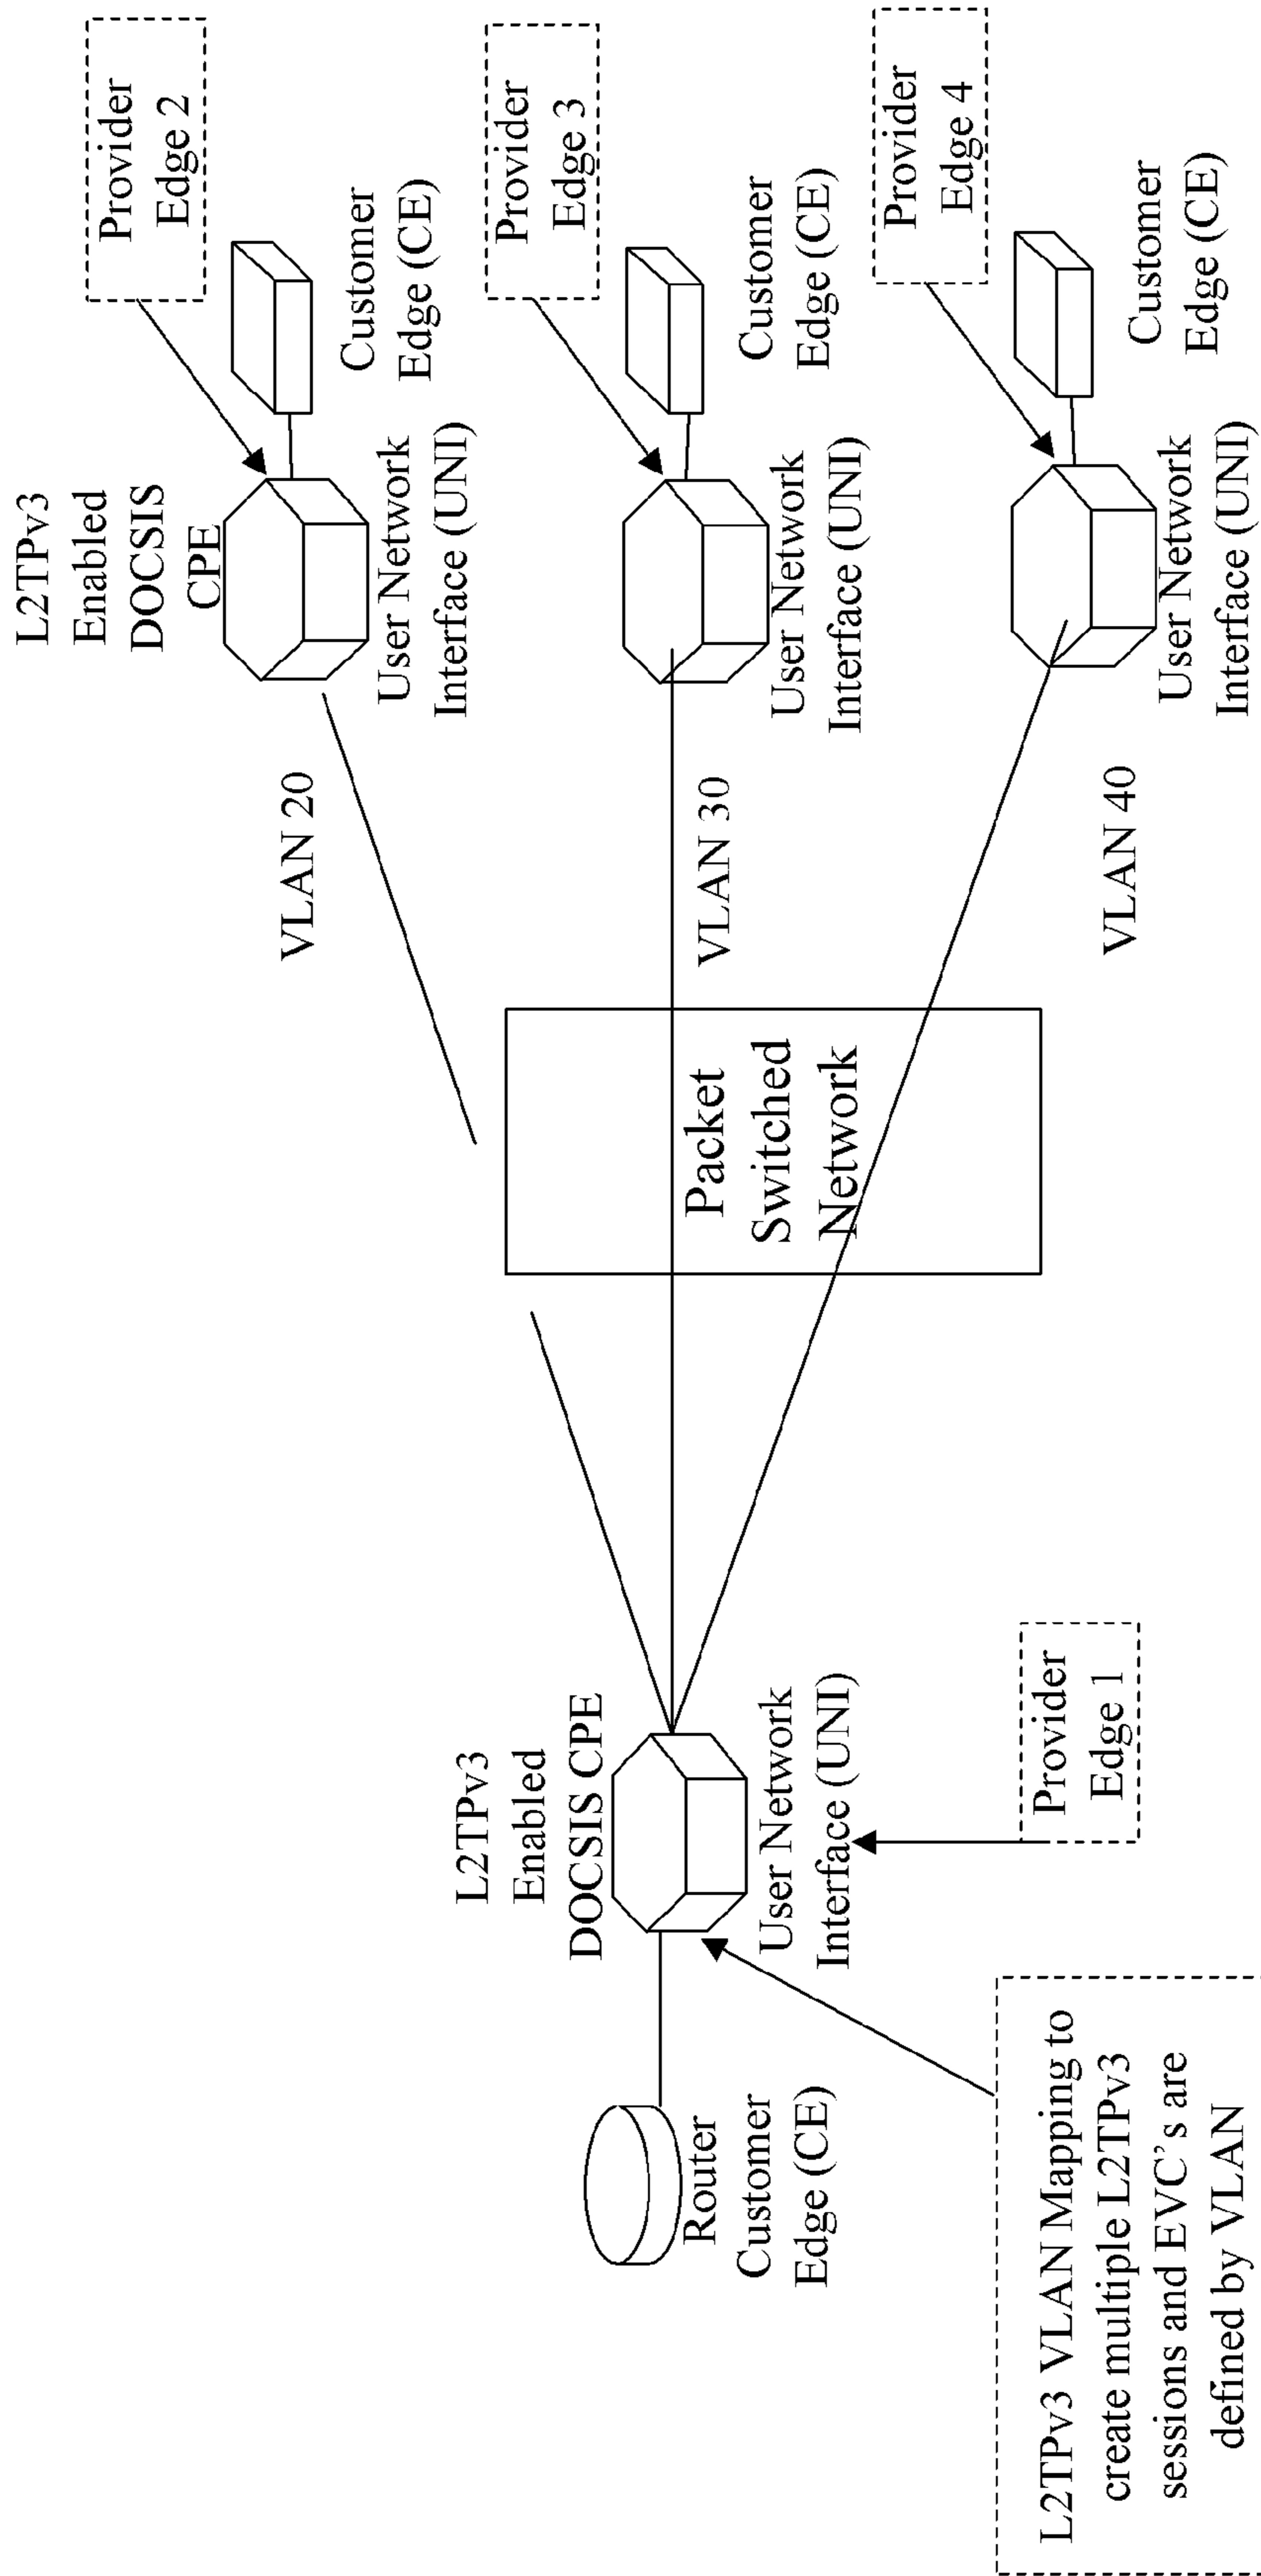 L2TPv3
Enabled
DOCSIS
CPE
Provider
Edge 2
User Network
Interface (UNI)
Customer
Edge (CE)
VLAN 20
Provider
Edge 3
User Network
Interface (UNI)
Customer
Edge (CE)
VLAN 30
Provider
Edge 4
User Network
Interface (UNI)
Customer
Edge (CE)
VLAN 40
Packet
Switched
Network
L2TPv3
Enabled
DOCSIS CPE
User Network
Interface (UNI)
Provider
Edge 1
Router
Customer
Edge (CE)
L2TPv3 VLAN Mapping to
create multiple L2TPv3
sessions and EVC's are
defined by VLAN